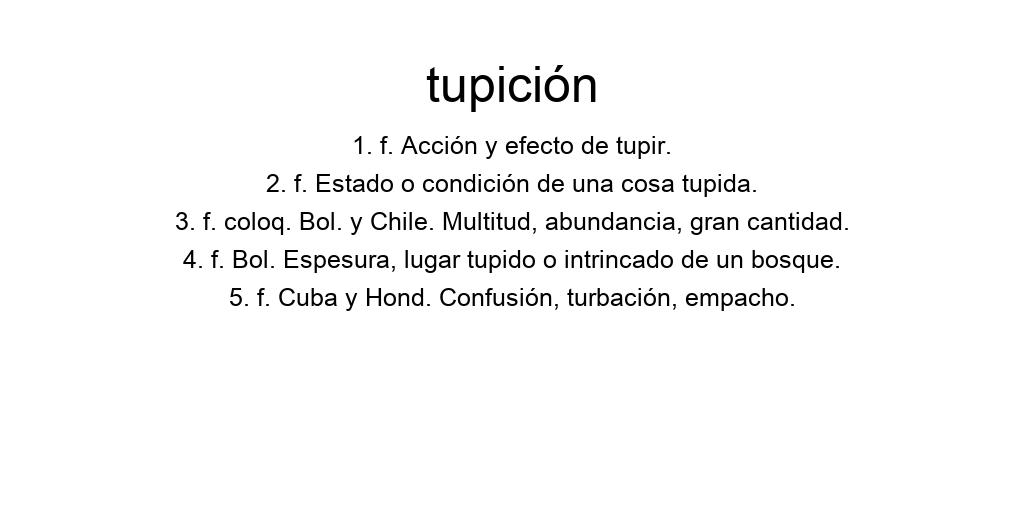 tupición
1. f. Acción y efecto de tupir.
2. f. Estado o condición de una cosa tupida.
3. f. coloq. Bol. y Chile. Multitud, abundancia, gran cantidad.
4. f. Bol. Espesura, lugar tupido o intrincado de un bosque.
5. f. Cuba y Hond. Confusión, turbación, empacho.